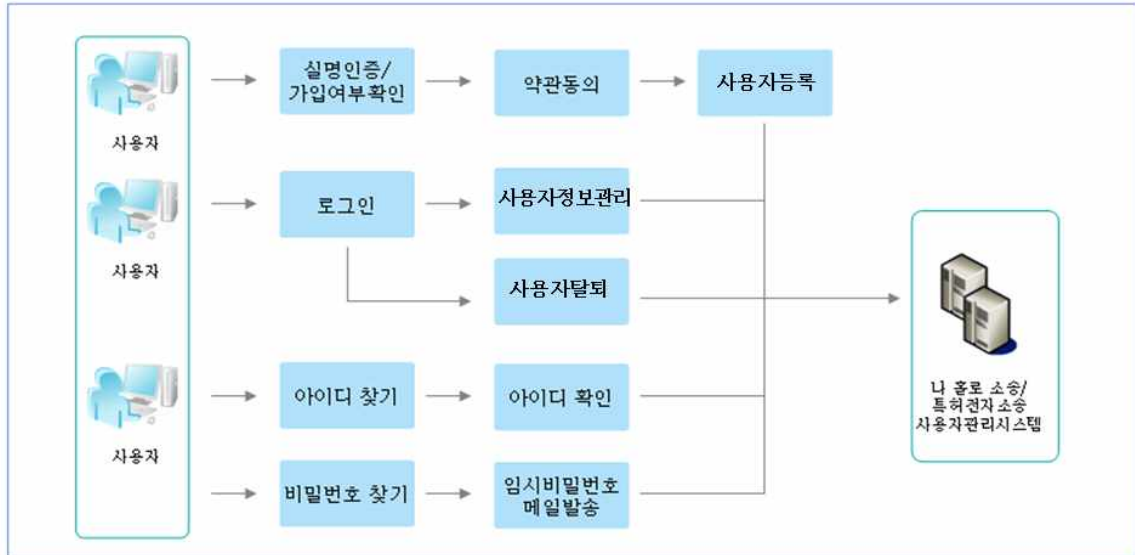 사용자
실명인증/
가입여부확인
약관동의
사용자등록
사용자
로그인
사용자정보관리
사용자탈퇴
사용자
아이디 찾기
아이디 확인
비밀번호 찾기
임시비밀번호
메일발송
나 홀로 소송/
특허전자소송
사용자관리시스템